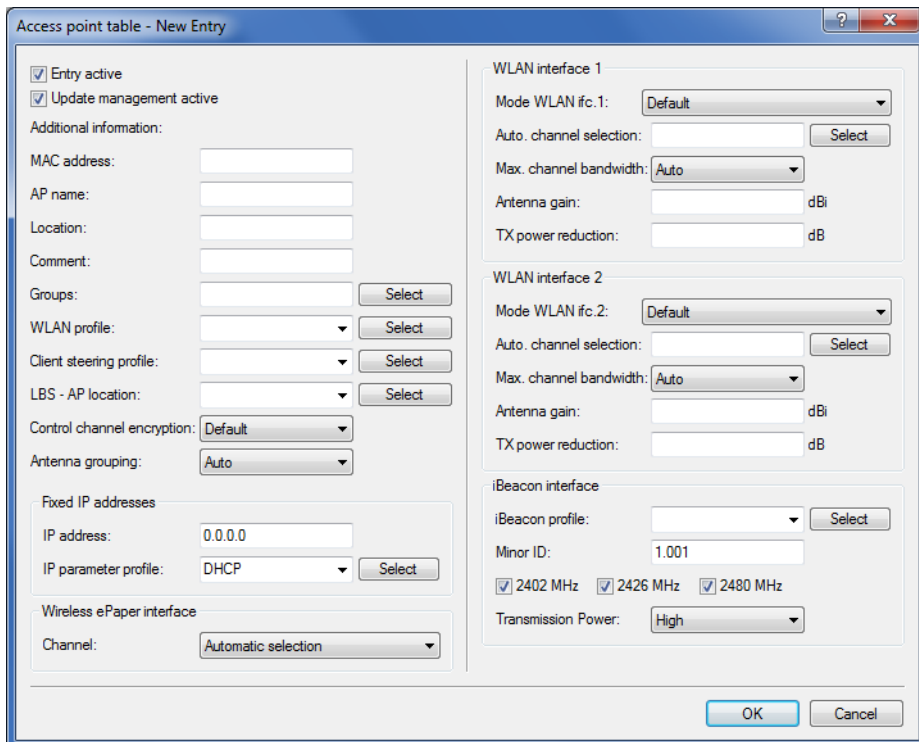 Access point table - New Entry
Entry active
Update management active
Additional information:
MAC address:
AP name:
Location:
Comment:
Groups: Select
WLAN profile: Select
Client steering profile: Select
LBS - AP location: Select
Control channel encryption: Default
Antenna grouping: Auto
Fixed IP addresses
IP address: 0.0.0.0
IP parameter profile: DHCP Select
Wireless ePaper interface
Channel: Automatic selection
WLAN interface 1
Mode WLAN ifc.1: Default
Auto. channel selection: Select
Max. channel bandwidth: Auto
Antenna gain: dBi
TX power reduction: dB
WLAN interface 2
Mode WLAN ifc.2: Default
Auto. channel selection: Select
Max. channel bandwidth: Auto
Antenna gain: dBi
TX power reduction: dB
iBeacon interface
iBeacon profile: Select
Minor ID: 1.001
2402 MHz 2426 MHz 2480 MHz
Transmission Power: High
OK Cancel